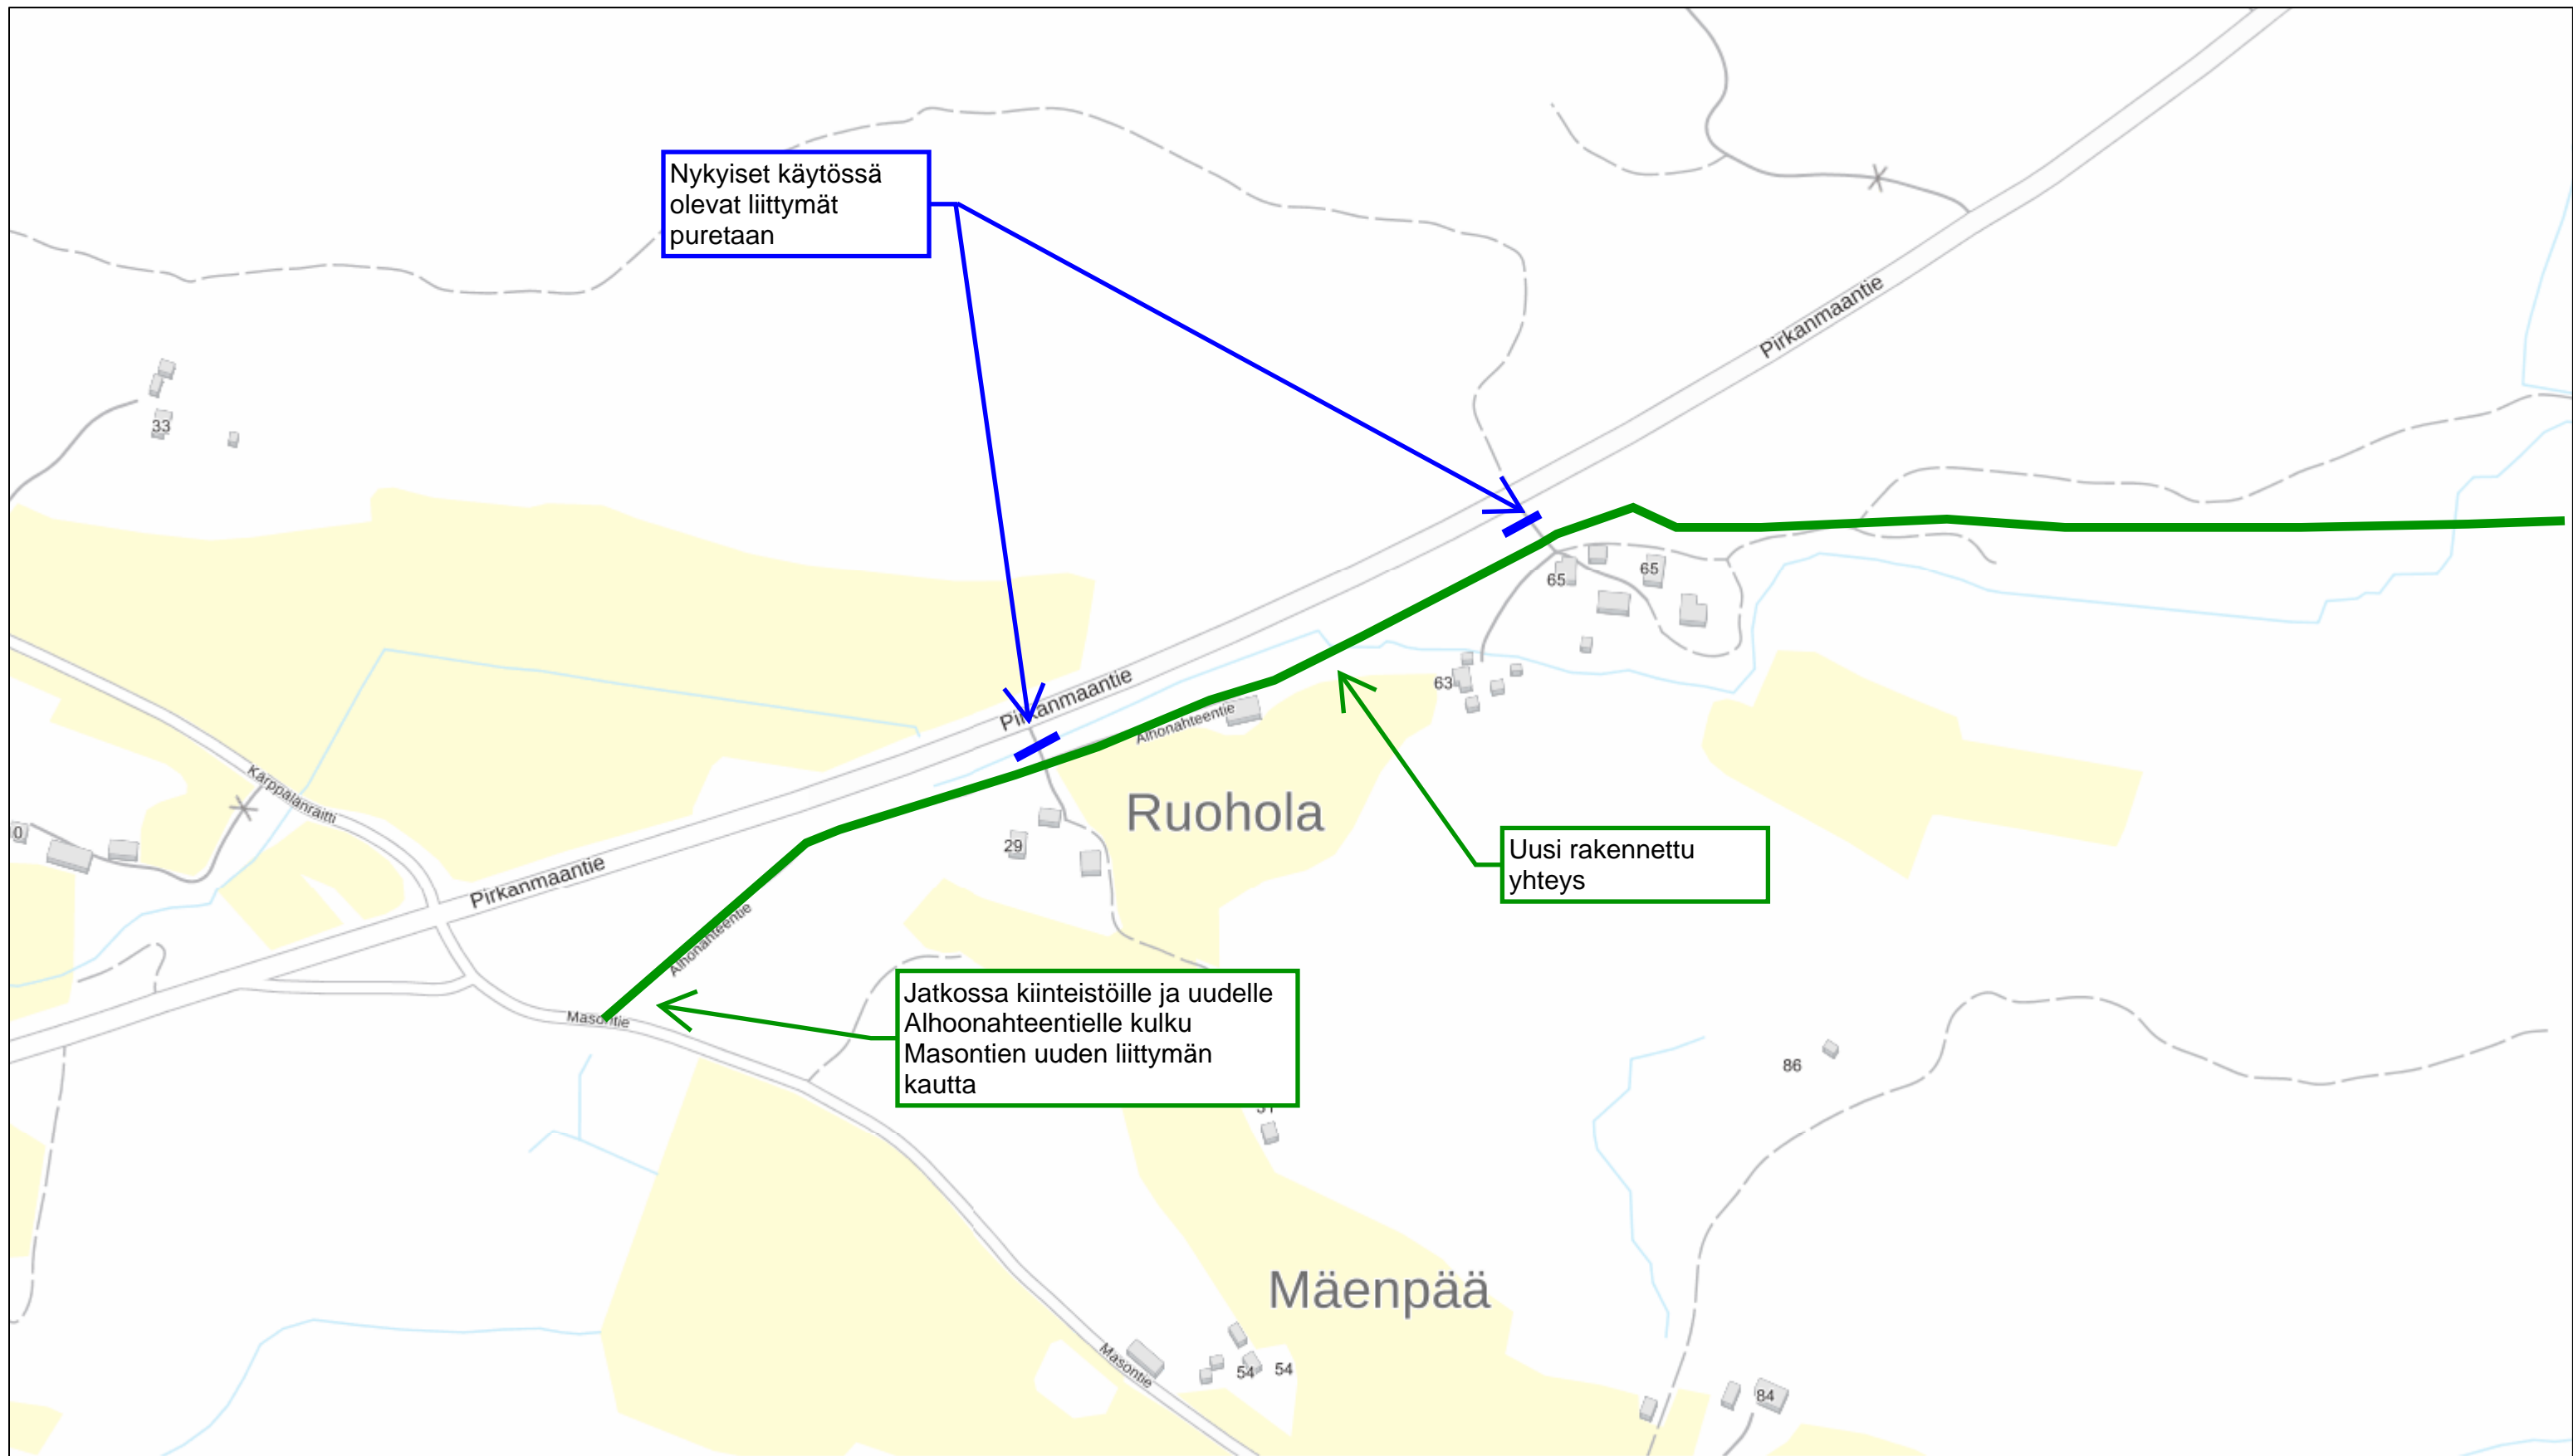 Nykyiset käytössä
olevat liittymät
puretaan
Pirkanmaantie
33
65
65
63
Pirkanmaantie
Alhonahteentie
Karppalanraitti
Ruohola
0
29
Uusi rakennettu
yhteys
Pirkanmaantie
Alhonahteentie
Jatkossa kiinteistöille ja uudelle
Alhoonahteentielle kulku
Masontien uuden liittymän
kautta
Masontie
86
Mäenpää
Masontie
54
54
84